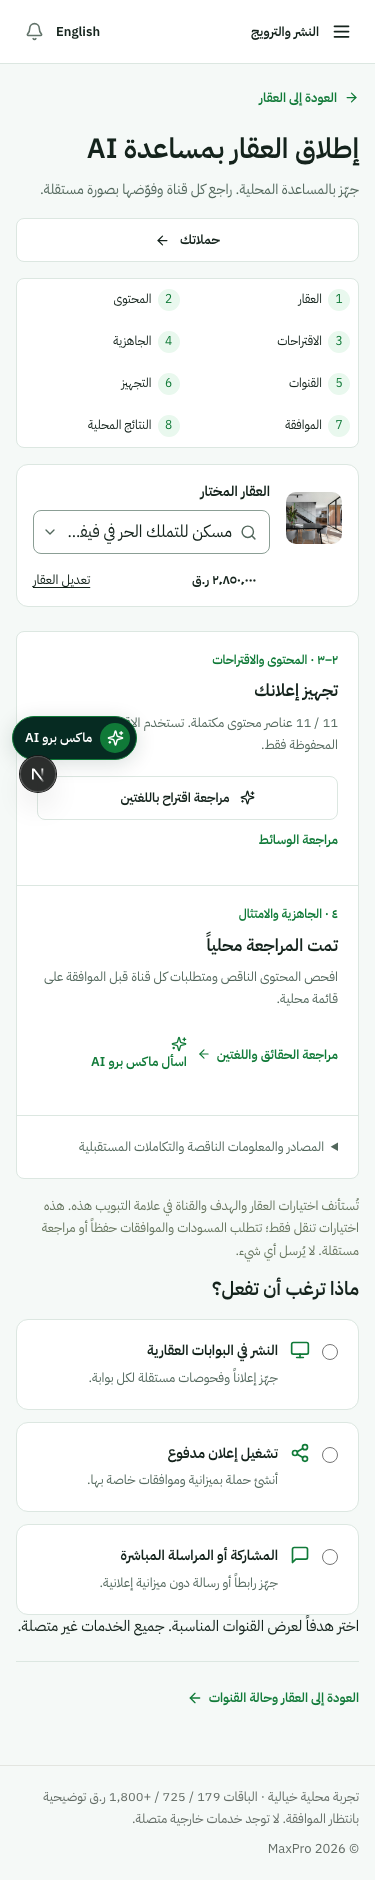 النشر والترويج
English
العودة إلى العقار
إطلاق العقار بمساعدة AI
جهّز بالمساعدة المحلية. راجع كل قناة وفوّضها بصورة مستقلة.
حملاتك
1 العقار
2 المحتوى
3 الاقتراحات
4 الجاهزية
5 القنوات
6 التجهيز
7 الموافقة
8 النتائج المحلية
العقار المختار
مسكن للتملك الحر في فيفـ...
٢,٨٥٠,٠٠٠ ر.ق
تعديل العقار
٢–٣ · المحتوى والاقتراحات
تجهيز إعلانك
11 / 11 عناصر محتوى مكتملة. تستخدم
المحفوظة فقط.
ماكس برو AI
N
مراجعة اقتراح باللغتين
مراجعة الوسائط
٤ · الجاهزية والامتثال
تمت المراجعة محلياً
افحص المحتوى الناقص ومتطلبات كل قناة قبل الموافقة على
قائمة محلية.
مراجعة الحقائق واللغتين
اسأل ماكس برو AI
المصادر والمعلومات الناقصة والتكاملات المستقبلية
تُستأنف اختيارات العقار والهدف والقناة في علامة التبويب هذه. هذه
اختيارات تنقل فقط؛ تتطلب المسودات والموافقات حفظاً أو مراجعة
مستقلة. لا يُرسل أي شيء.
ماذا ترغب أن تفعل؟
النشر في البوابات العقارية
جهّز إعلاناً وفحوصات مستقلة لكل بوابة.
تشغيل إعلان مدفوع
أنشئ حملة بميزانية وموافقات خاصة بها.
المشاركة أو المراسلة المباشرة
جهّز رابطاً أو رسالة دون ميزانية إعلانية.
اختر هدفاً لعرض القنوات المناسبة. جميع الخدمات غير متصلة.
العودة إلى العقار وحالة القنوات
تجربة محلية خيالية · الباقات 179 / 725 / +1,800 ر.ق توضيحية
بانتظار الموافقة. لا توجد خدمات خارجية متصلة.
© 2026 MaxPro